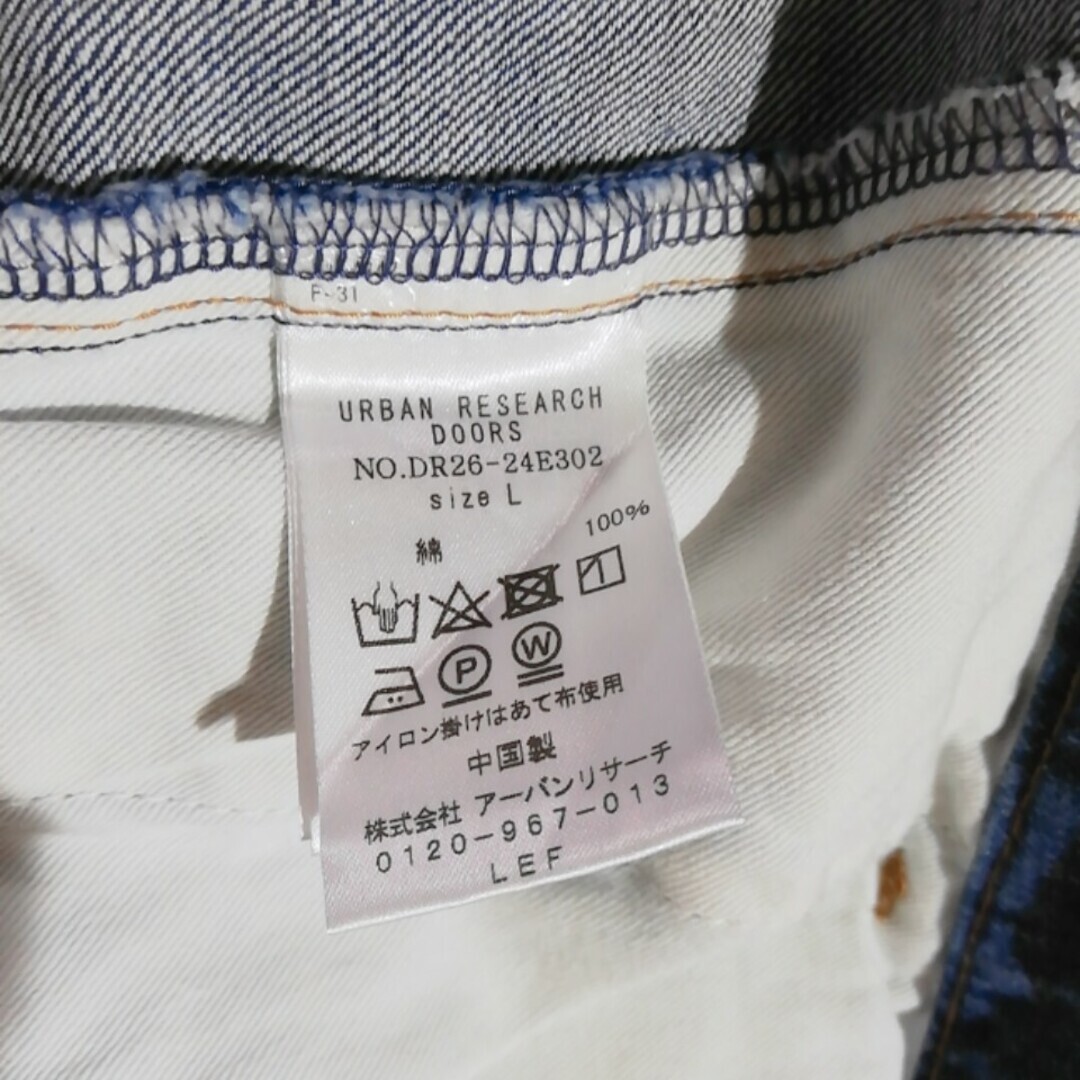 F-31
URBAN RESEARCH
DOORS
NO.DR26-24E302
size L
綿 100%
P W
アイロン掛けはあて布使用
中国製
株式会社 アーバンリサーチ
0120-967-013
LEF